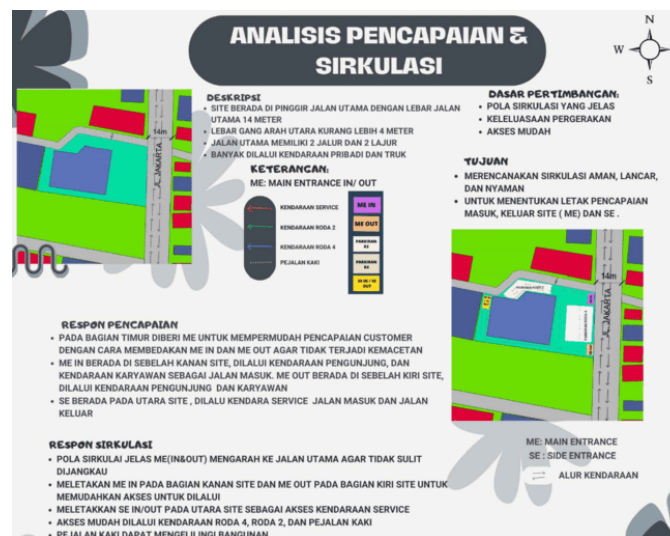 ANALISIS PENCAPAIAN &
SIRKULASI
N
W
S
14m
JL. JAKARTA
DESKRIPSI
• SITE BERADA DI PINGGIR JALAN UTAMA DENGAN LEBAR JALAN
UTAMA 14 METER
• LEBAR GANG ARAH UTARA KURANG LEBIH 4 METER
• JALAN UTAMA MEMILIKI 2 JALUR DAN 2 LAJUR
• BANYAK DILALUI KENDARAAN PRIBADI DAN TRUK
KETERANGAN:
ME: MAIN ENTRANCE IN/ OUT
KENDARAAN SERVICE
KENDARAAN RODA 2
KENDARAAN RODA 4
PEJALAN KAKI
ME IN
ME OUT
PARKIRAN
PARKIRAN
DASAR PERTIMBANGAN:
• POLA SIRKULASI YANG JELAS
• KELELUASAAN PERGERAKAN
• AKSES MUDAH
TUJUAN
• MERENCANAKAN SIRKULASI AMAN, LANCAR,
DAN NYAMAN
• UNTUK MENENTUKAN LETAK PENCAPAIAN
MASUK, KELUAR SITE ( ME) DAN SE .
14m
JL. JAKARTA
ME: MAIN ENTRANCE
SE : SIDE ENTRANCE
ALUR KENDARAAN
RESPON PENCAPAIAN
• PADA BAGIAN TIMUR DIBERI ME UNTUK MEMPERMUDAH PENCAPAIAN CUSTOMER
DENGAN CARA MEMBEDAKAN ME IN DAN ME OUT AGAR TIDAK TERJADI KEMACETAN
• ME IN BERADA DI SEBELAH KANAN SITE, DILALUI KENDARAAN PENGUNJUNG, DAN
KENDARAAN KARYAWAN SEBAGAI JALAN MASUK. ME OUT BERADA DI SEBELAH KIRI SITE,
DILALUI KENDARAAN PENGUNJUNG DAN KARYAWAN
• SE BERADA PADA UTARA SITE , DILALU KENDARA SERVICE JALAN MASUK DAN JALAN
KELUAR
RESPON SIRKULASI
• POLA SIRKULAI JELAS ME(IN&OUT) MENGARAH KE JALAN UTAMA AGAR TIDAK SULIT
DIJANGKAU
• MELETAKAN ME IN PADA BAGIAN KANAN SITE DAN ME OUT PADA BAGIAN KIRI SITE UNTUK
MEMUDAHKAN AKSES UNTUK DILALUI
• MELETAKKAN SE IN/OUT PADA UTARA SITE SEBAGAI AKSES KENDARAAN SERVICE
• AKSES MUDAH DILALUI KENDARAAN RODA 4, RODA 2, DAN PEJALAN KAKI
• PEJALAN KAKI DAPAT MENGELILINGI BANGUNAN